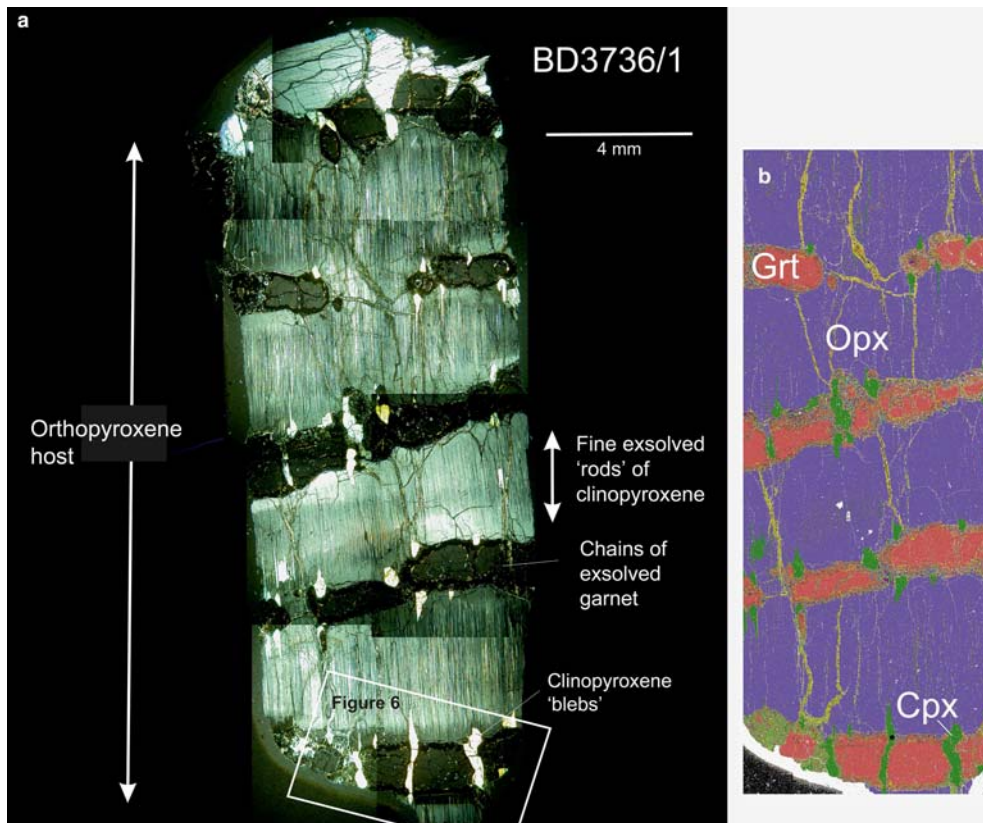 a
BD3736/1
4 mm
Orthopyroxene
host
Fine exsolved
‘rods’ of
clinopyroxene
Chains of
exsolved
garnet
Clinopyroxene
‘blebs’
Figure 6
b
Grt
Opx
Cpx